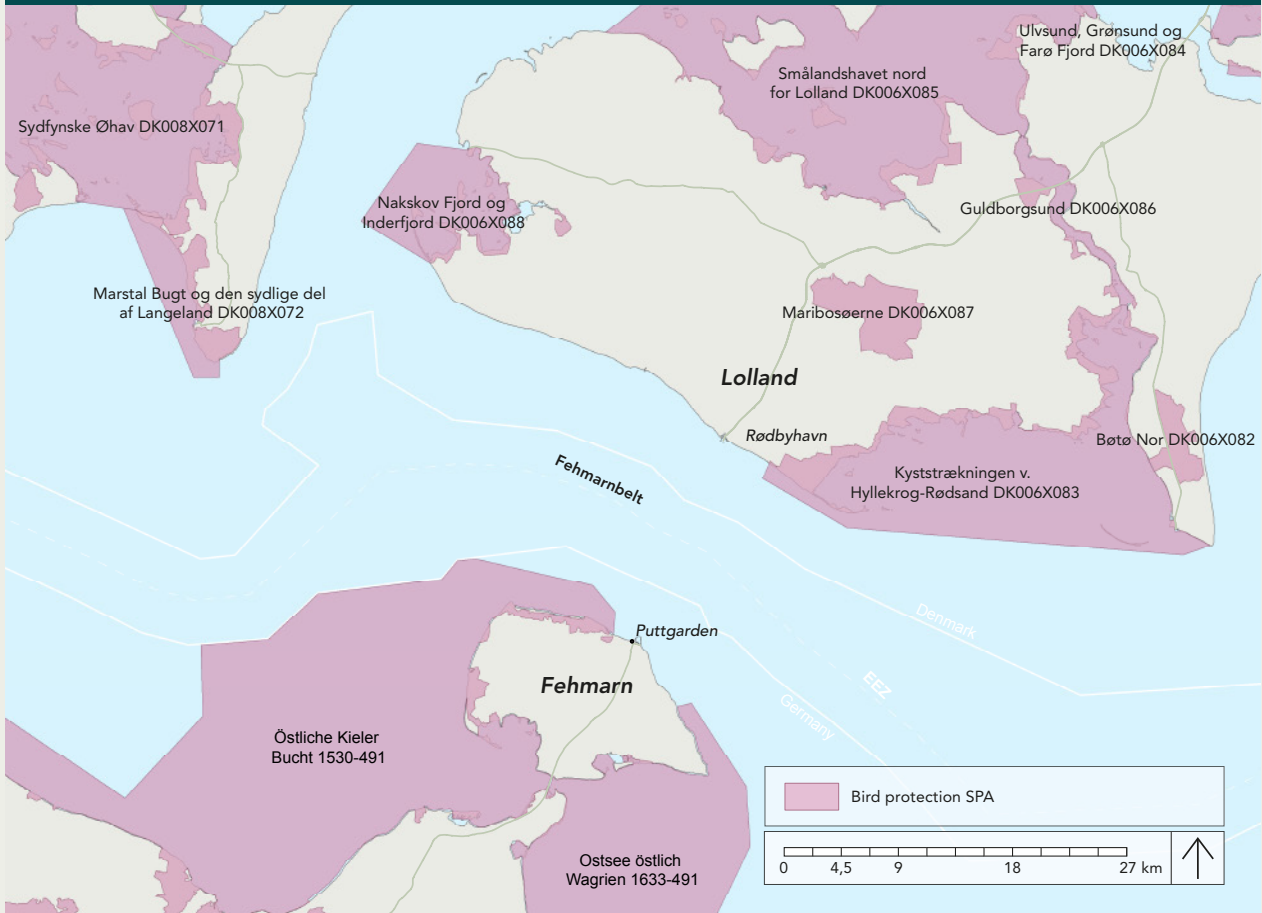 Ulvsund, Grønsund og
Farø Fjord DK006X084
Smålandshavet nord
for Lolland DK006X085
Sydfynske Øhav DK008X071
Nakskov Fjord og
Inderfjord DK006X088
Guldborgsund DK006X086
Marstal Bugt og den sydlige del
af Langeland DK008X072
Maribosøerne DK006X087
Lolland
Rødbyhavn
Bøtø Nor DK006X082
Kyststrækningen v.
Hyllekrog-Rødsand DK006X083
Fehmarnbelt
Denmark
EEZ
Germany
Puttgarden
Fehmarn
Östliche Kieler
Bucht 1530-491
Ostsee östlich
Wagrien 1633-491
Bird protection SPA
0 4,5 9 18 27 km